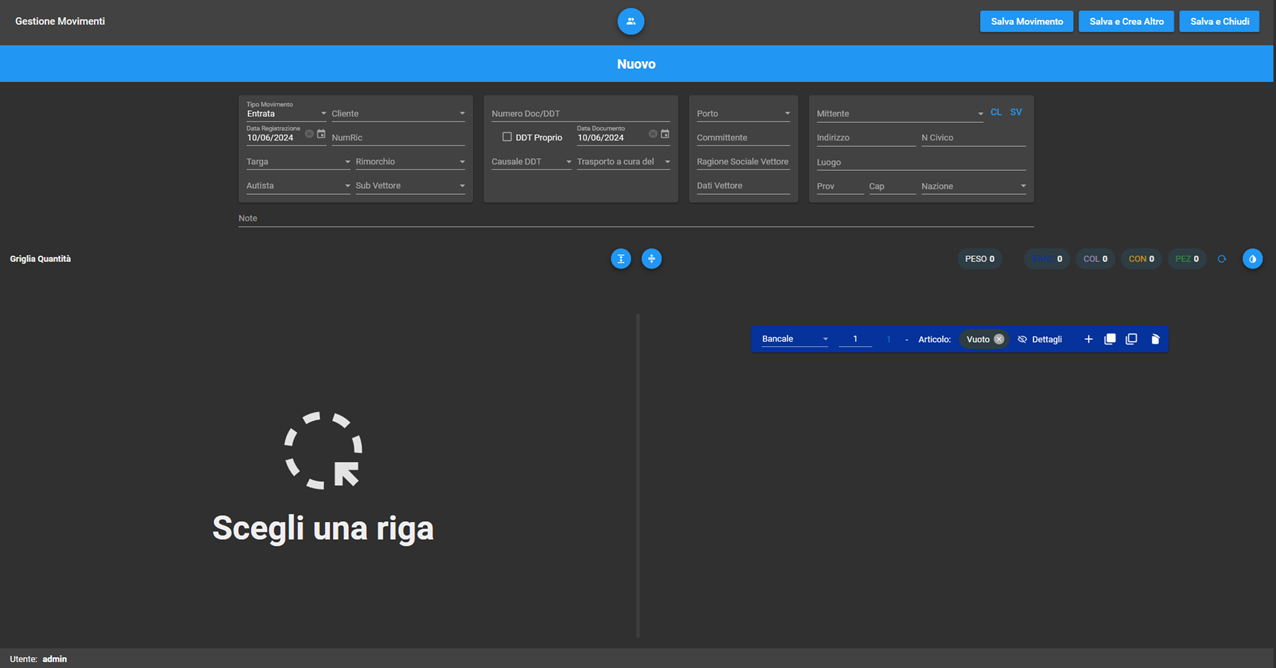 Gestione Movimenti
Salva Movimento Salva e Crea Altro Salva e Chiudi
Nuovo
Tipo Movimento
Entrata Cliente
Data Registrazione
10/06/2024 NumRic
Targa Rimorchio
Autista Sub Vettore
Numero Doc/DDT
DDT Proprio Data Documento
10/06/2024
Causale DDT Trasporto a cura del
Porto
Committente
Ragione Sociale Vettore
Dati Vettore
Mittente CL SV
Indirizzo N Civico
Luogo
Prov Cap Nazione
Note
Griglia Quantità
PESO 0 0 COL 0 CON 0 PEZ 0
Bancale 1 1 - Articolo: Vuoto Dettagli
Scegli una riga
Utente: admin